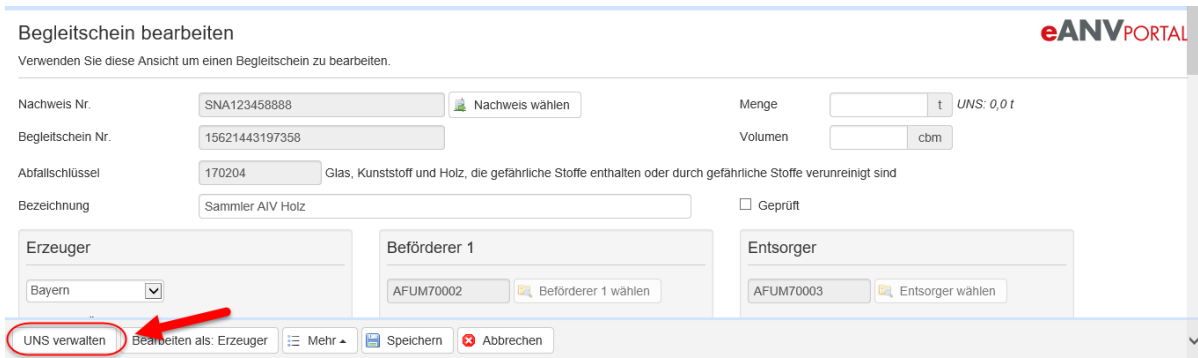 Begleitschein bearbeiten
eANVPORTAL
Verwenden Sie diese Ansicht um einen Begleitschein zu bearbeiten.
Nachweis Nr. SNA123458888 Nachweis wählen Menge t UNS: 0,0 t
Begleitschein Nr. 15621443197358 Volumen cbm
Abfallschlüssel 170204 Glas, Kunststoff und Holz, die gefährliche Stoffe enthalten oder durch gefährliche Stoffe verunreinigt sind
Bezeichnung Sammler AIV Holz Geprüft
Erzeuger Beförderer 1 Entsorger
Bayern AFUM70002 Beförderer 1 wählen AFUM70003 Entsorger wählen
UNS verwalten Bearbeiten als: Erzeuger Mehr Speichern Abbrechen